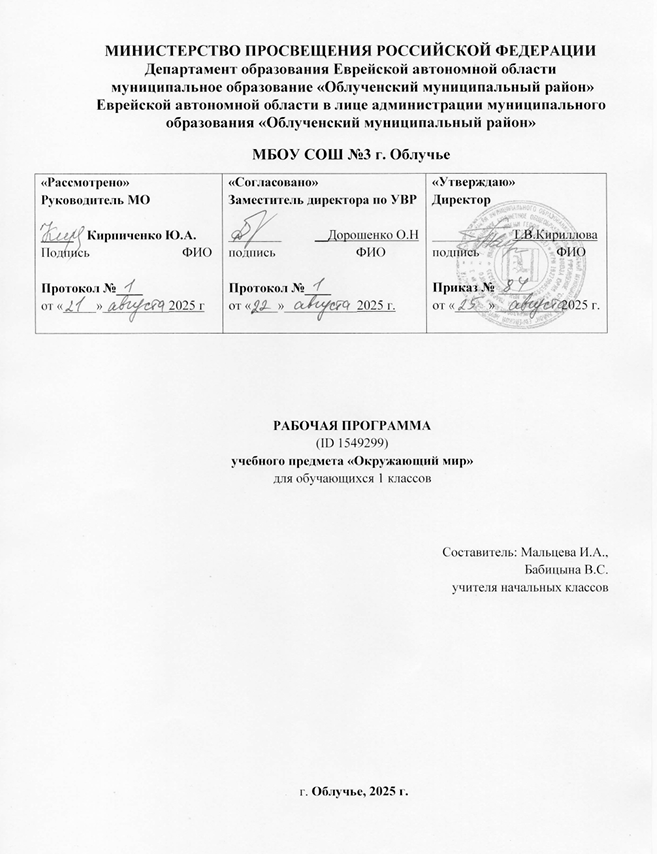 МИНИСТЕРСТВО ПРОСВЕЩЕНИЯ РОССИЙСКОЙ ФЕДЕРАЦИИ
Департамент образования Еврейской автономной области
муниципальное образование «Облученский муниципальный район»
Еврейской автономной области в лице администрации муниципального
образования «Облученский муниципальный район»
МБОУ СОШ №3 г. Облучье
«Рассмотрено»
Руководитель МО
Кирпиченко Ю.А.
Подпись ФИО
Протокол № 1
от «21» августа 2025 г
«Согласовано»
Заместитель директора по УВР
Дорошенко О.Н
подпись ФИО
Протокол № 1
от «22» августа 2025 г.
«Утверждаю»
Директор
Т.В.Кириллова
подпись ФИО
Приказ № 84
от «25» августа 2025 г.
РАБОЧАЯ ПРОГРАММА
(ID 1549299)
учебного предмета «Окружающий мир»
для обучающихся 1 классов
Составитель: Мальцева И.А.,
Бабицына В.С.
учителя начальных классов
г. Облучье, 2025 г.